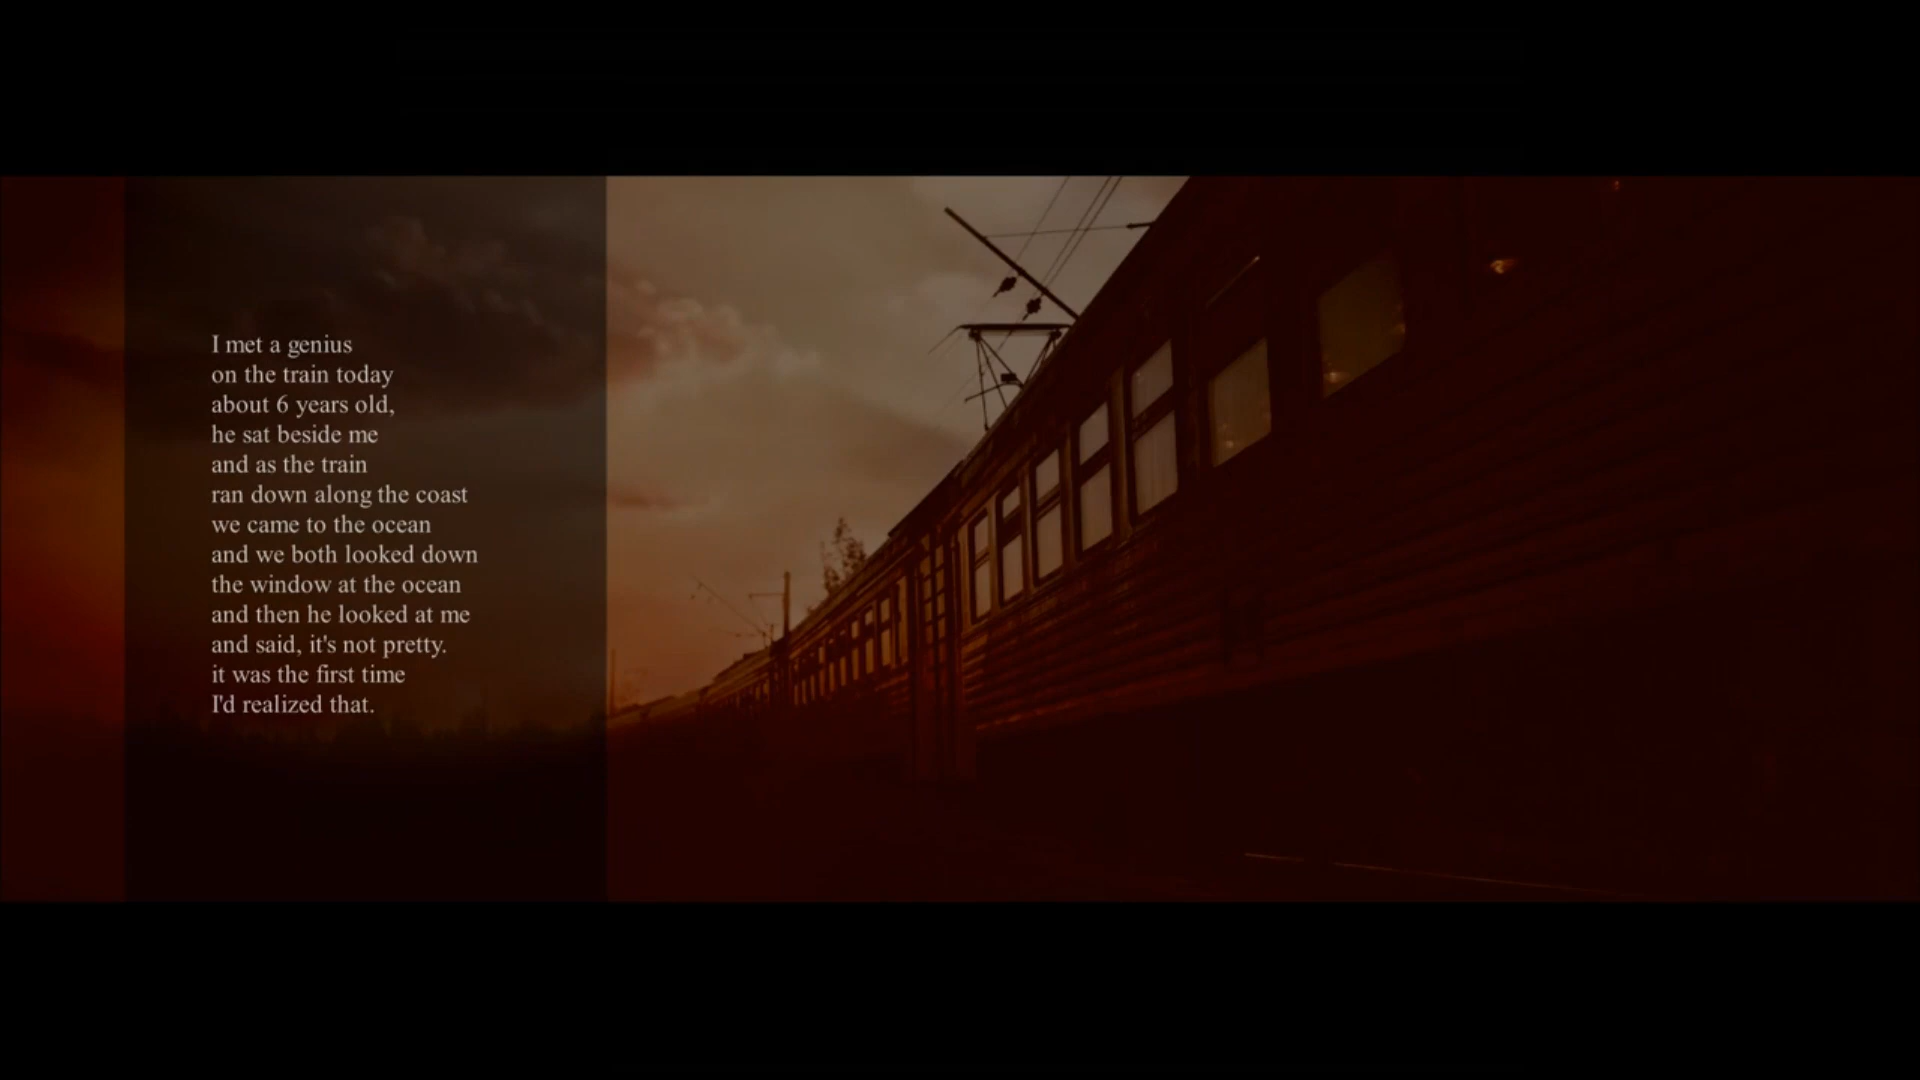 I met a genius
on the train today
about 6 years old,
he sat beside me
and as the train
ran down along the coast
we came to the ocean
and we both looked down
the window at the ocean
and then he looked at me
and said, it's not pretty.
it was the first time
I'd realized that.